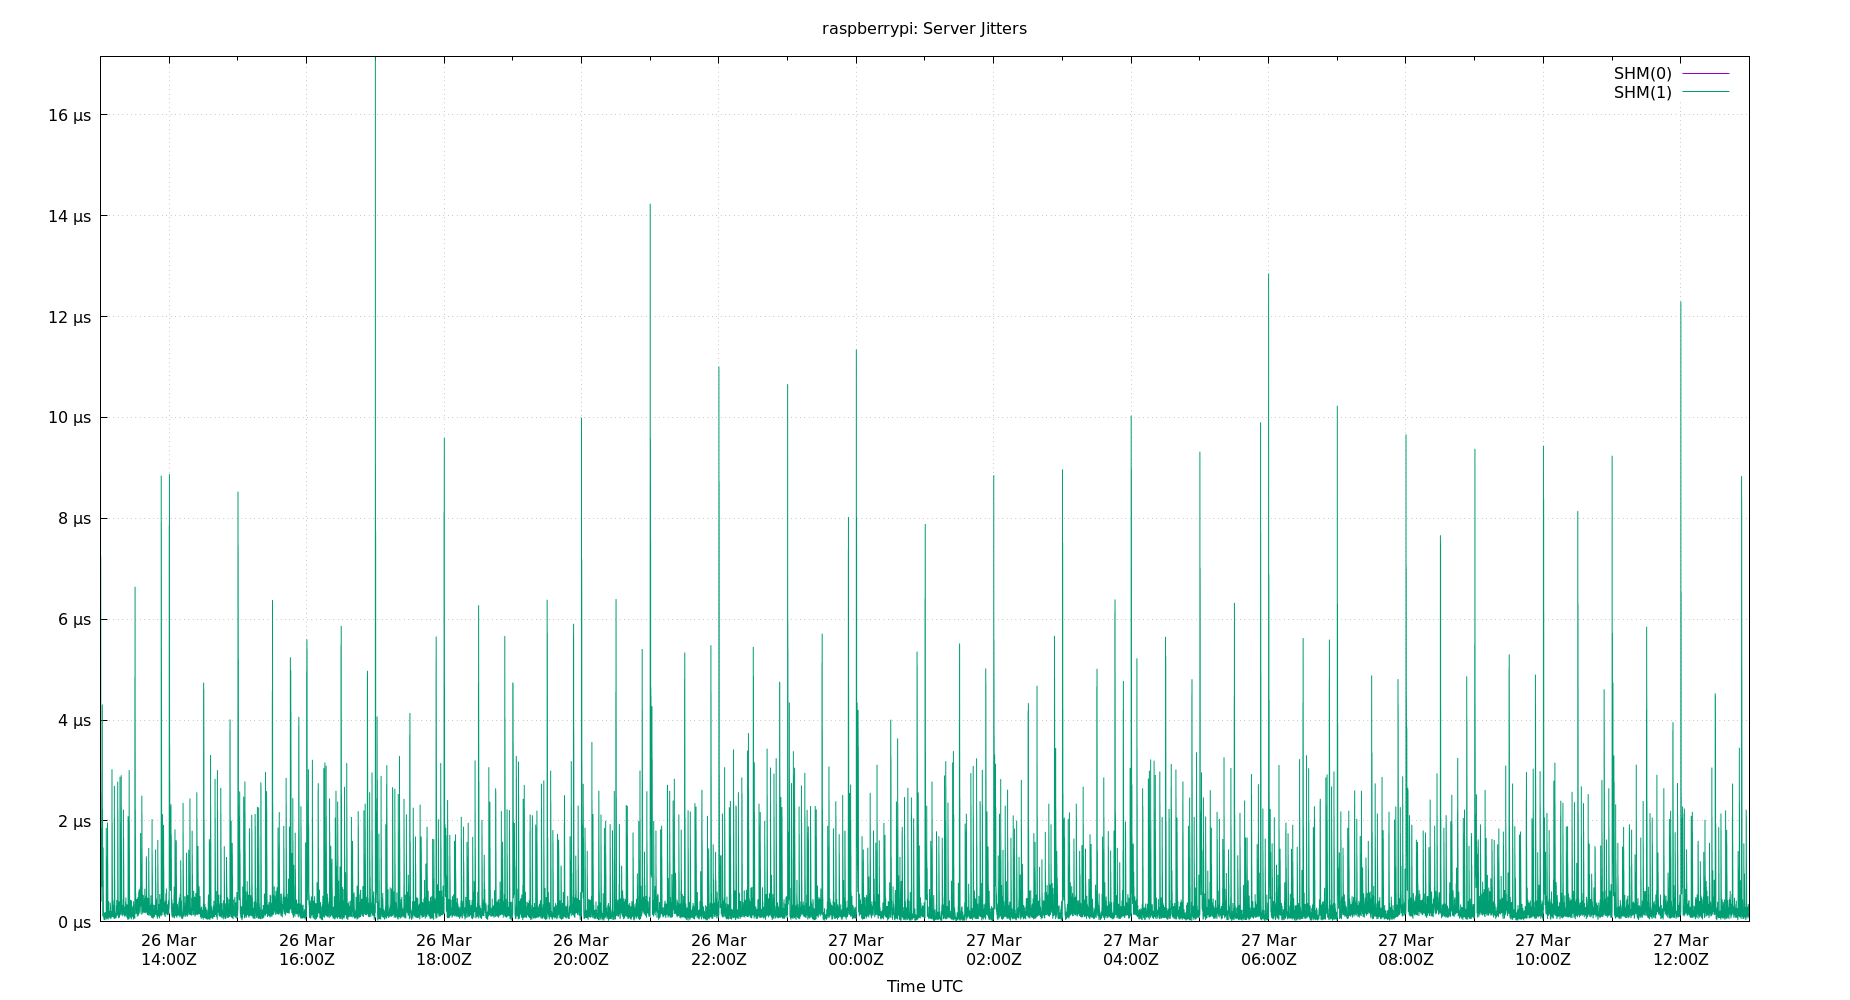 raspberrypi: Server Jitters
SHM(0)
SHM(1)
16 µs
14 µs
12 µs
10 µs
8 µs
6 µs
4 µs
2 µs
0 µs
26 Mar 26 Mar 26 Mar 26 Mar 26 Mar 27 Mar 27 Mar 27 Mar 27 Mar 27 Mar 27 Mar 27 Mar
14:00Z 16:00Z 18:00Z 20:00Z 22:00Z 00:00Z 02:00Z 04:00Z 06:00Z 08:00Z 10:00Z 12:00Z
Time UTC